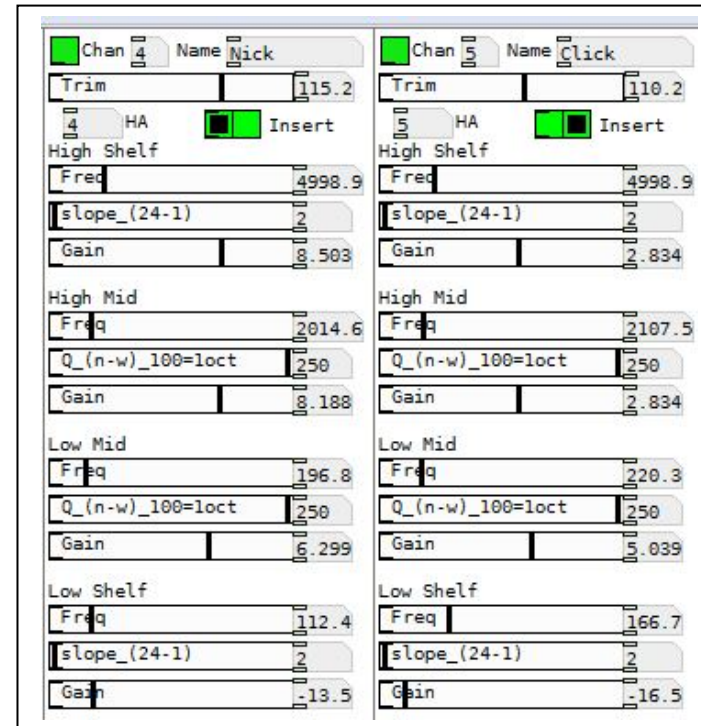 Chan 4 Name Nick
Trim 115.2
4 HA Insert
High Shelf
Freq 4998.9
slope_(24-1) 2
Gain 8.503
High Mid
Freq 2014.6
Q_(n-w)_100=1oct 250
Gain 8.188
Low Mid
Freq 196.8
Q_(n-w)_100=1oct 250
Gain 6.299
Low Shelf
Freq 112.4
slope_(24-1) 2
Gain -13.5
Chan 5 Name Click
Trim 110.2
5 HA Insert
High Shelf
Freq 4998.9
slope_(24-1) 2
Gain 2.834
High Mid
Freq 2107.5
Q_(n-w)_100=1oct 250
Gain 2.834
Low Mid
Freq 220.3
Q_(n-w)_100=1oct 250
Gain 5.039
Low Shelf
Freq 166.7
slope_(24-1) 2
Gain -16.5